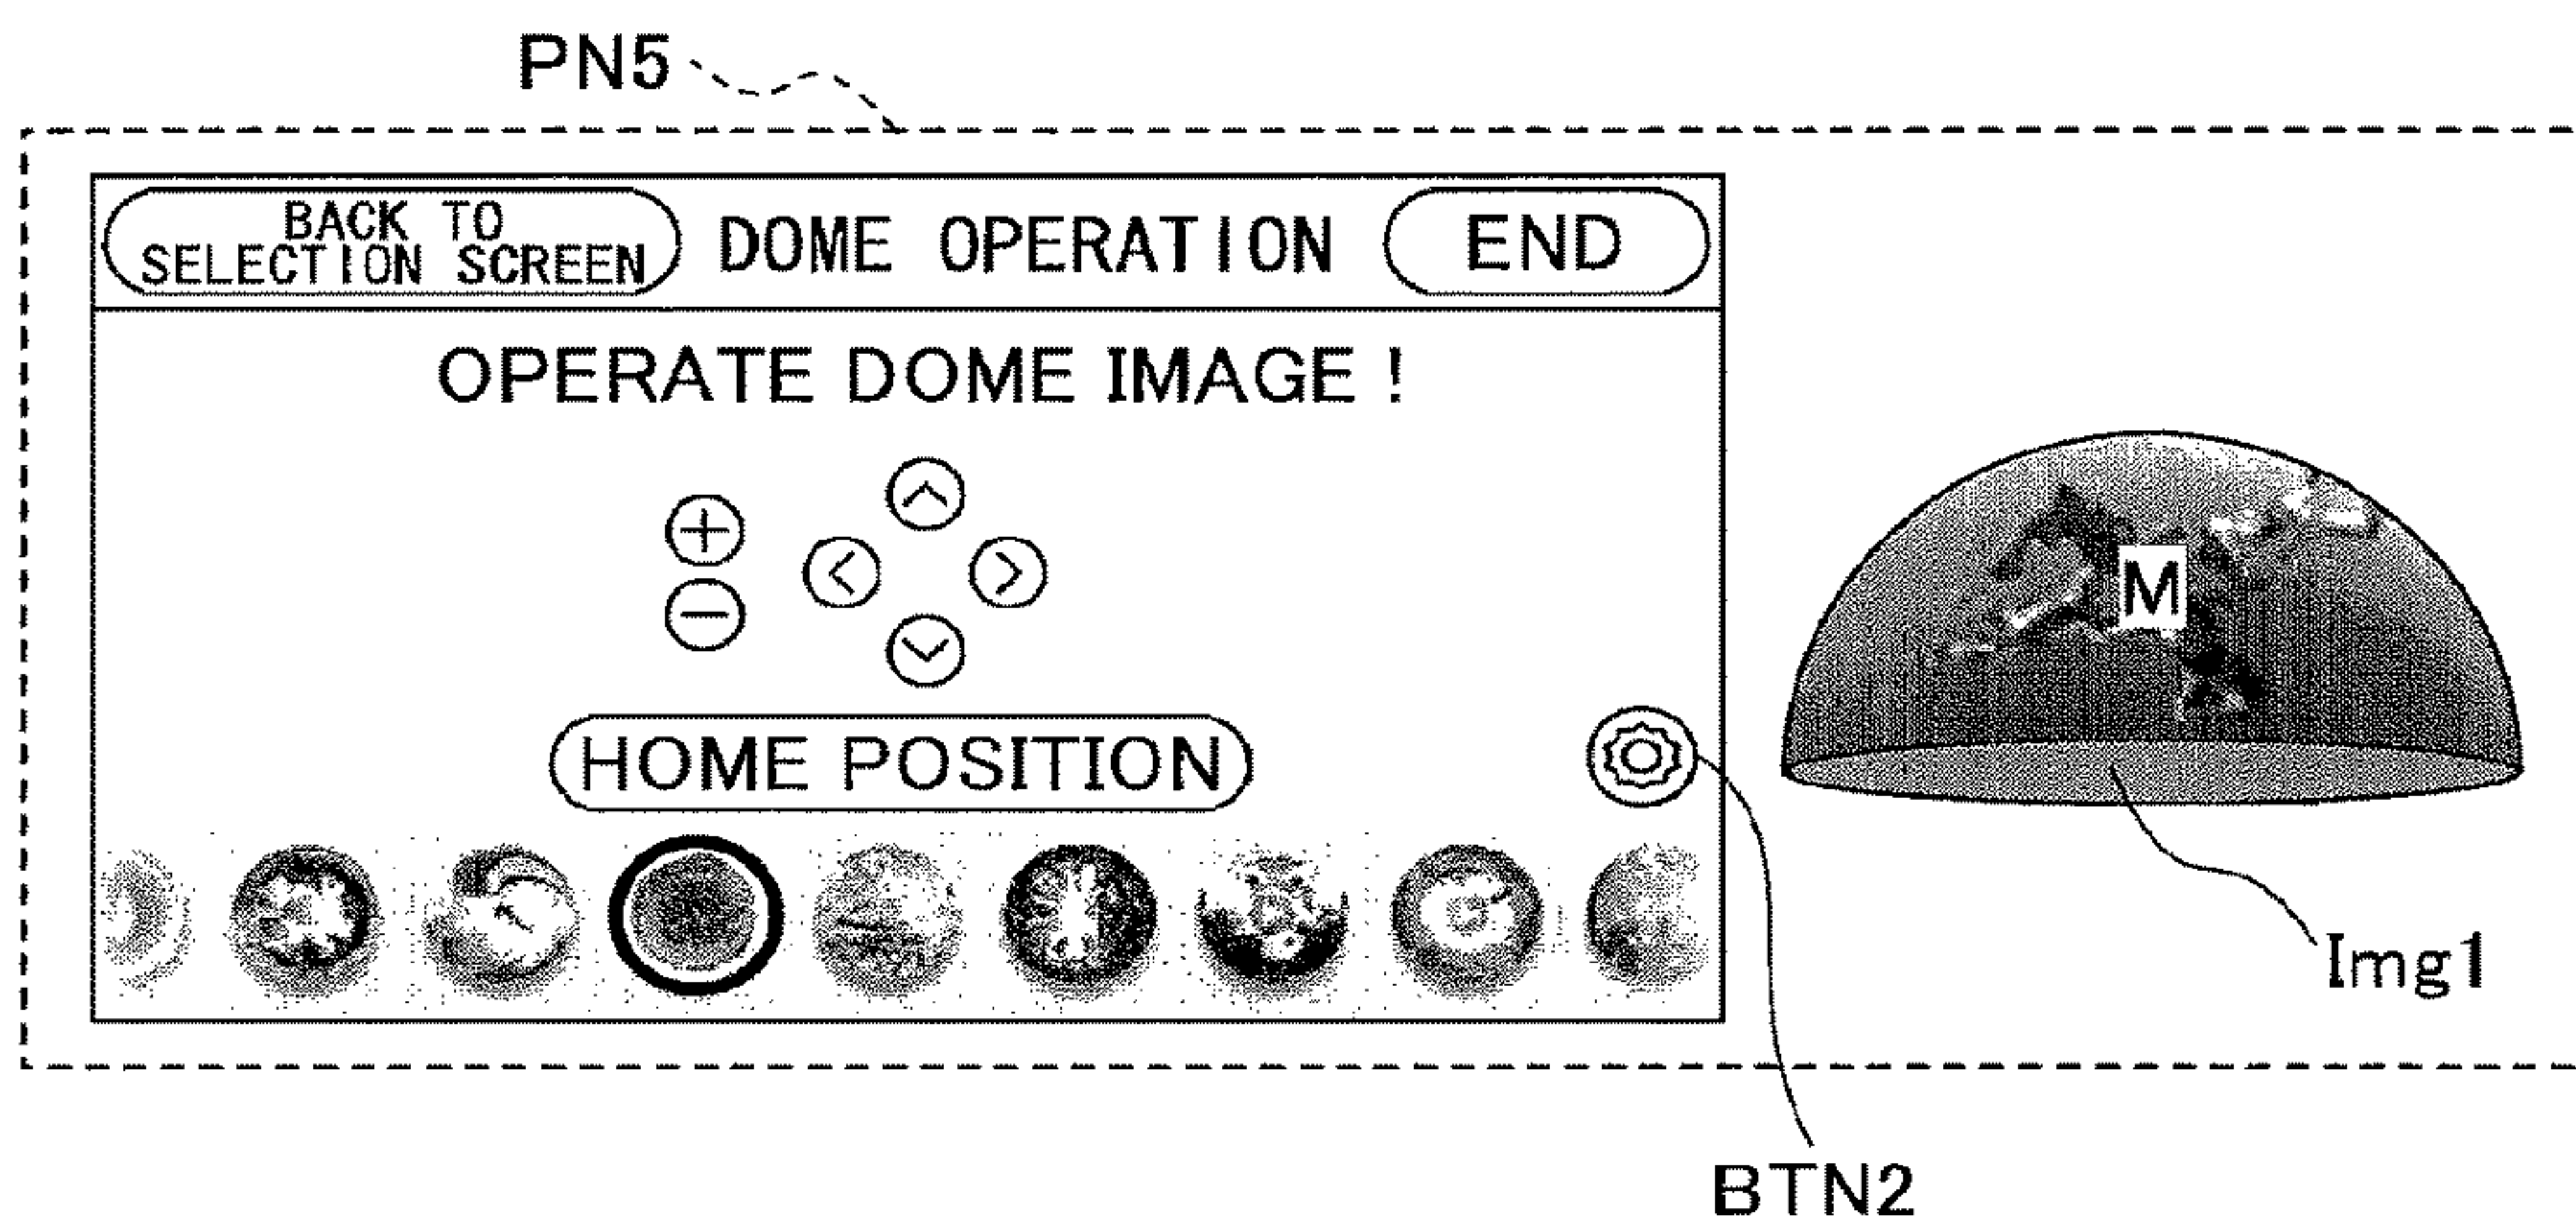 PN5
BACK TO
SELECTION SCREEN
DOME OPERATION
END
OPERATE DOME IMAGE !
M
HOME POSITION
Img1
BTN2